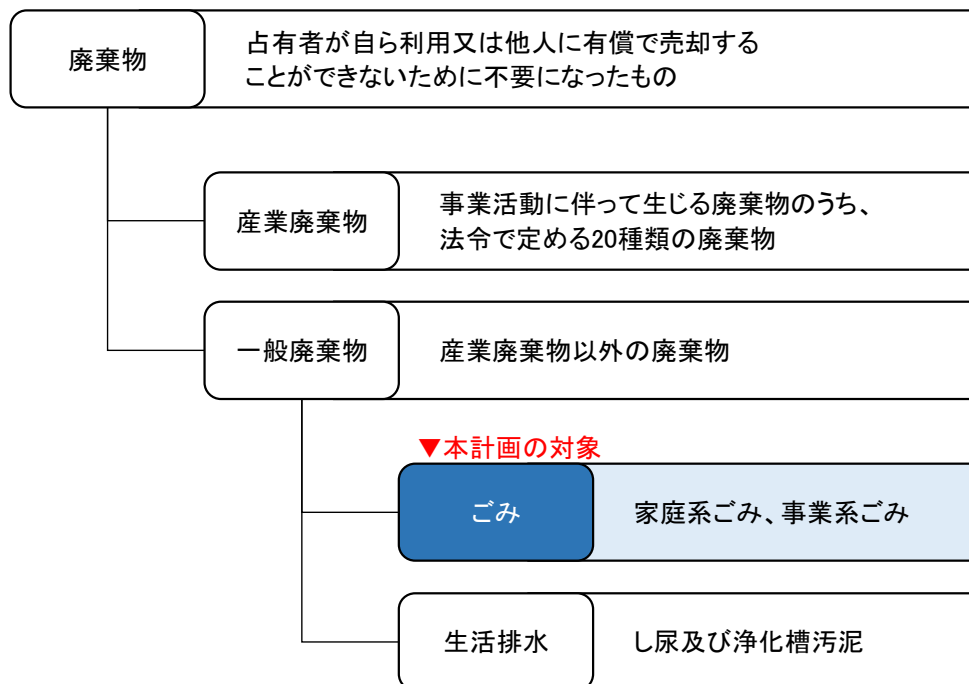 廃棄物
占有者が自ら利用又は他人に有償で売却する
ことができないために不要になったもの
産業廃棄物
事業活動に伴って生じる廃棄物のうち、
法令で定める20種類の廃棄物
一般廃棄物
産業廃棄物以外の廃棄物
▼本計画の対象
ごみ
家庭系ごみ、事業系ごみ
生活排水
し尿及び浄化槽汚泥